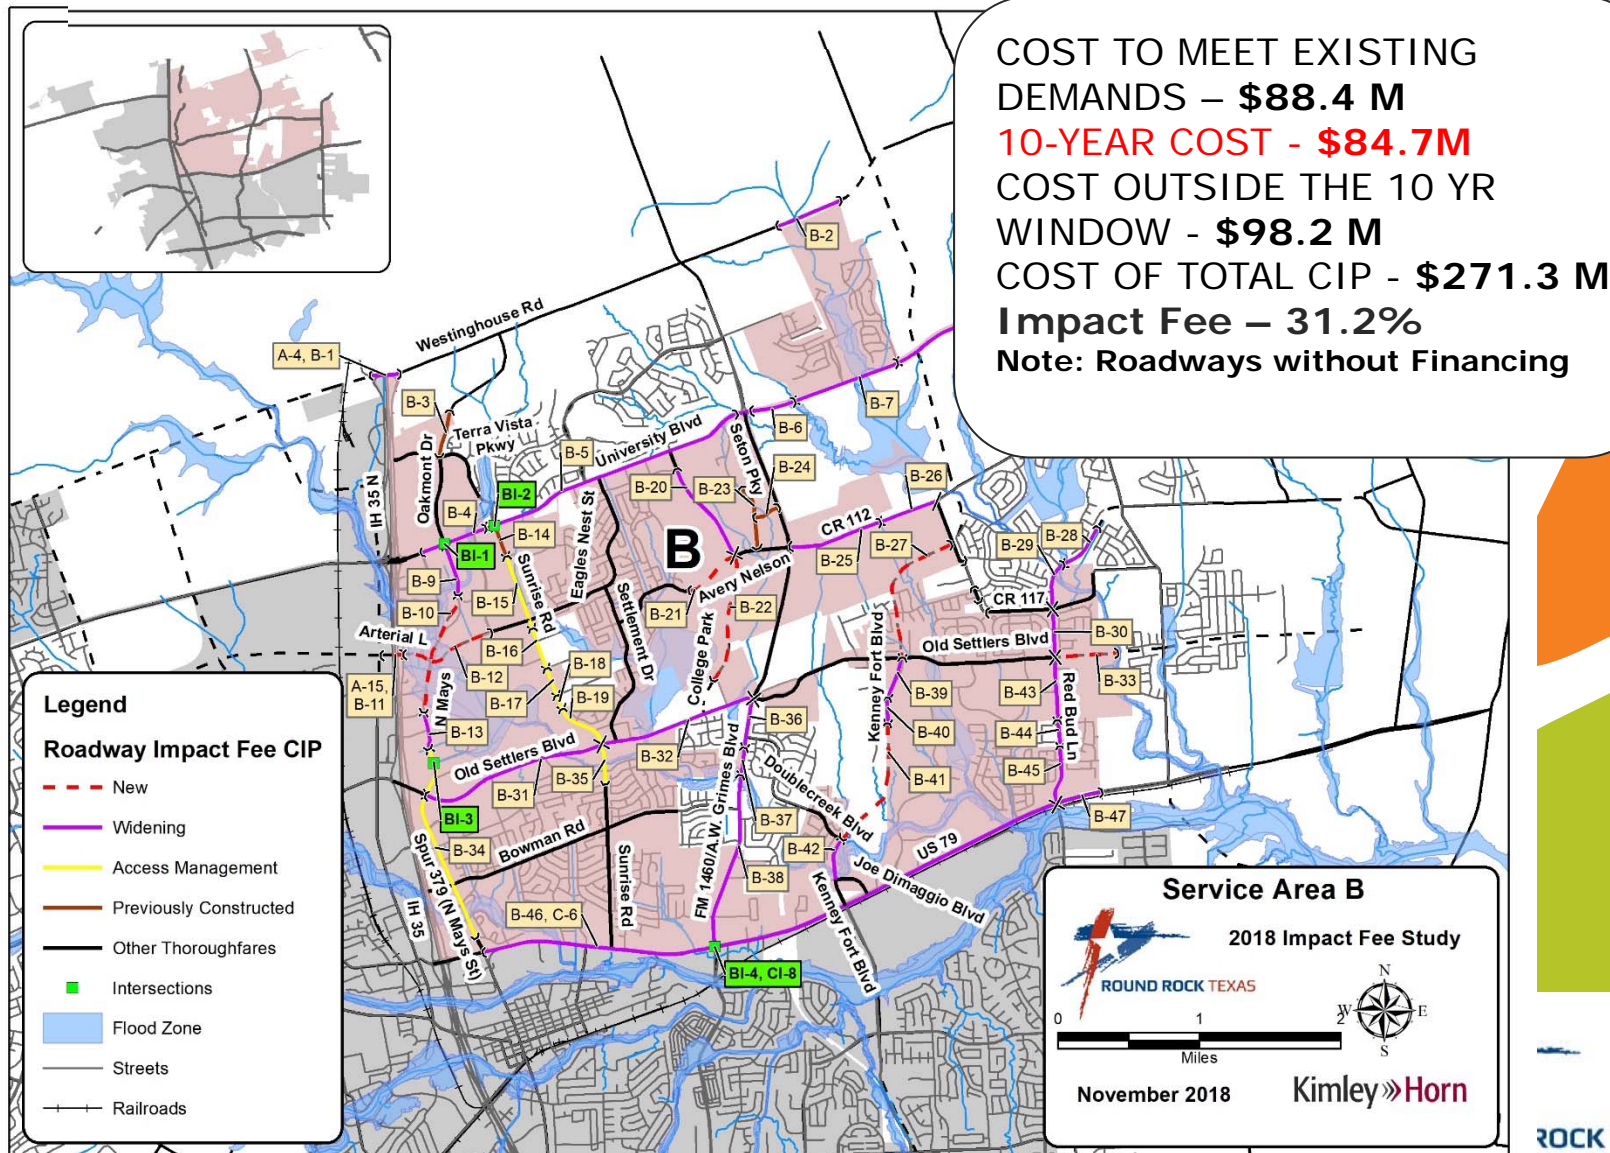 COST TO MEET EXISTING
DEMANDS – $88.4 M
10-YEAR COST - $84.7M
COST OUTSIDE THE 10 YR
WINDOW - $98.2 M
COST OF TOTAL CIP - $271.3 M
Impact Fee – 31.2%
Note: Roadways without Financing
B-2
Westinghouse Rd
A-4, B-1
B-3
Terra Vista
Pkwy
B-7
B-6
Oakmont Dr
University Blvd
Seton Pky
B-5
B-24
IH 35 N
B-20
B-23
B-26
BI-2
B-4
Eagles Nest St
CR 112
B-14
B
B-27
B-28
B-29
BI-1
B-25
B-9
Sunrise Rd
Avery Nelson
B-10
B-15
B-21
B-22
CR 117
Settlement Dr
College Park
Kenney Fort Blvd
Arterial L
B-16
Old Settlers Blvd
B-30
B-12
B-18
A-15,
B-11
N Mays
B-17
B-19
B-39
B-43
B-33
Red Bud Ln
B-36
B-13
B-40
B-44
Old Settlers Blvd
B-32
B-35
B-31
B-41
B-45
FM 1460/A.W. Grimes Blvd
Doublecreek Blvd
BI-3
B-37
B-47
Bowman Rd
B-34
B-42
US 79
Spur 379 (N Mays St)
B-38
Joe Dimaggio Blvd
Sunrise Rd
Kenney Fort Blvd
IH 35
B-46, C-6
BI-4, CI-8
Legend
Roadway Impact Fee CIP
New
Widening
Access Management
Previously Constructed
Other Thoroughfares
Intersections
Flood Zone
Streets
Railroads
Service Area B
2018 Impact Fee Study
ROUND ROCK TEXAS
N
W E
S
0 1 2
Miles
November 2018
Kimley»Horn
ROCK